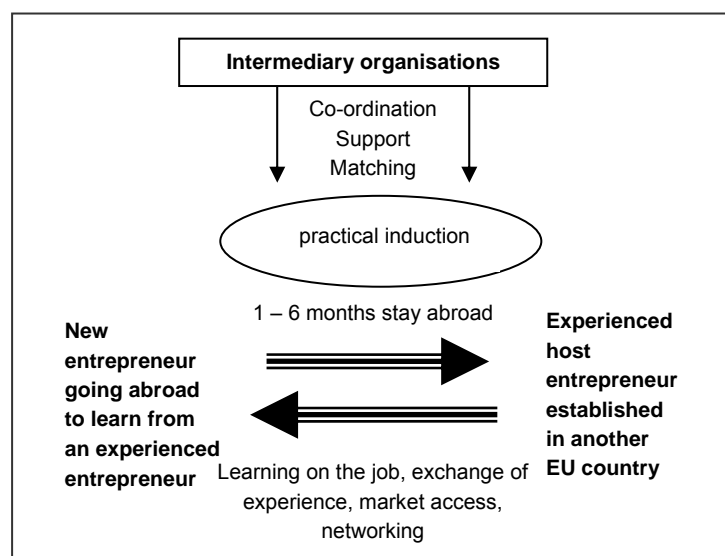 Intermediary organisations
Co-ordination
Support
Matching
practical induction
1 – 6 months stay abroad
New
entrepreneur
going abroad
to learn from
an experienced
entrepreneur
Experienced
host
entrepreneur
established
in another
EU country
Learning on the job, exchange of
experience, market access,
networking